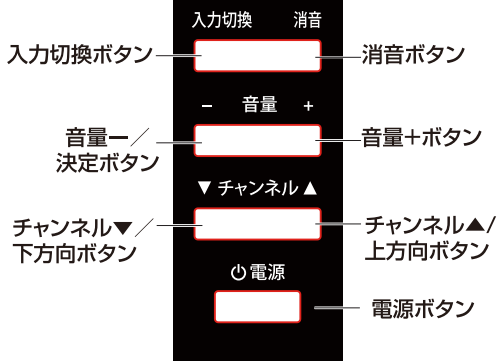 入力切換 消音
入力切換ボタン
消音ボタン
− 音量 +
音量ー／
決定ボタン
音量＋ボタン
▼ チャンネル ▲
チャンネル▼／
下方向ボタン
チャンネル▲/
上方向ボタン
⏻電源
電源ボタン